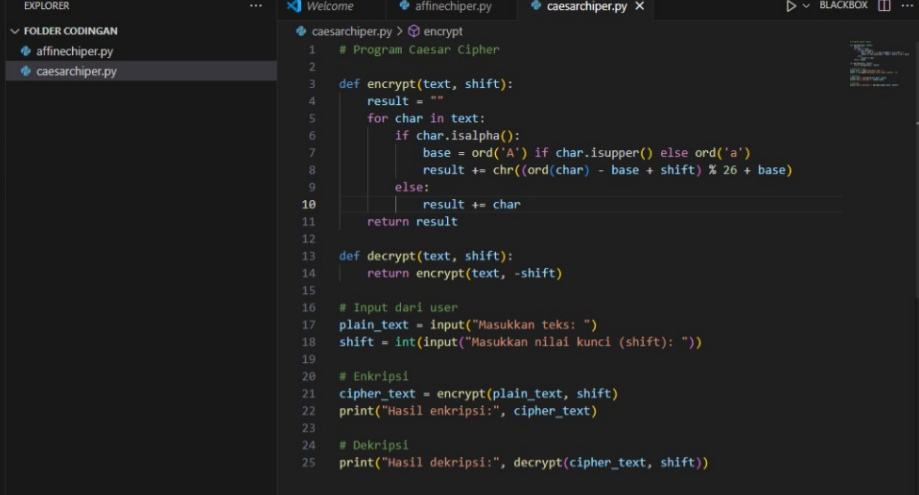 EXPLORER ...
Welcome affinechiper.py caesarchiper.py × BLACKBOX ...
FOLDER CODINGAN
affinechiper.py
caesarchiper.py
caesarchiper.py > encrypt
1 # Program Caesar Cipher
2
3 def encrypt(text, shift):
4     result = ""
5     for char in text:
6         if char.isalpha():
7             base = ord('A') if char.isupper() else ord('a')
8             result += chr((ord(char) - base + shift) % 26 + base)
9         else:
10             result += char
11     return result
12
13 def decrypt(text, shift):
14     return encrypt(text, -shift)
15
16 # Input dari user
17 plain_text = input("Masukkan teks: ")
18 shift = int(input("Masukkan nilai kunci (shift): "))
19
20 # Enkripsi
21 cipher_text = encrypt(plain_text, shift)
22 print("Hasil enkripsi:", cipher_text)
23
24 # Dekripsi
25 print("Hasil dekripsi:", decrypt(cipher_text, shift))